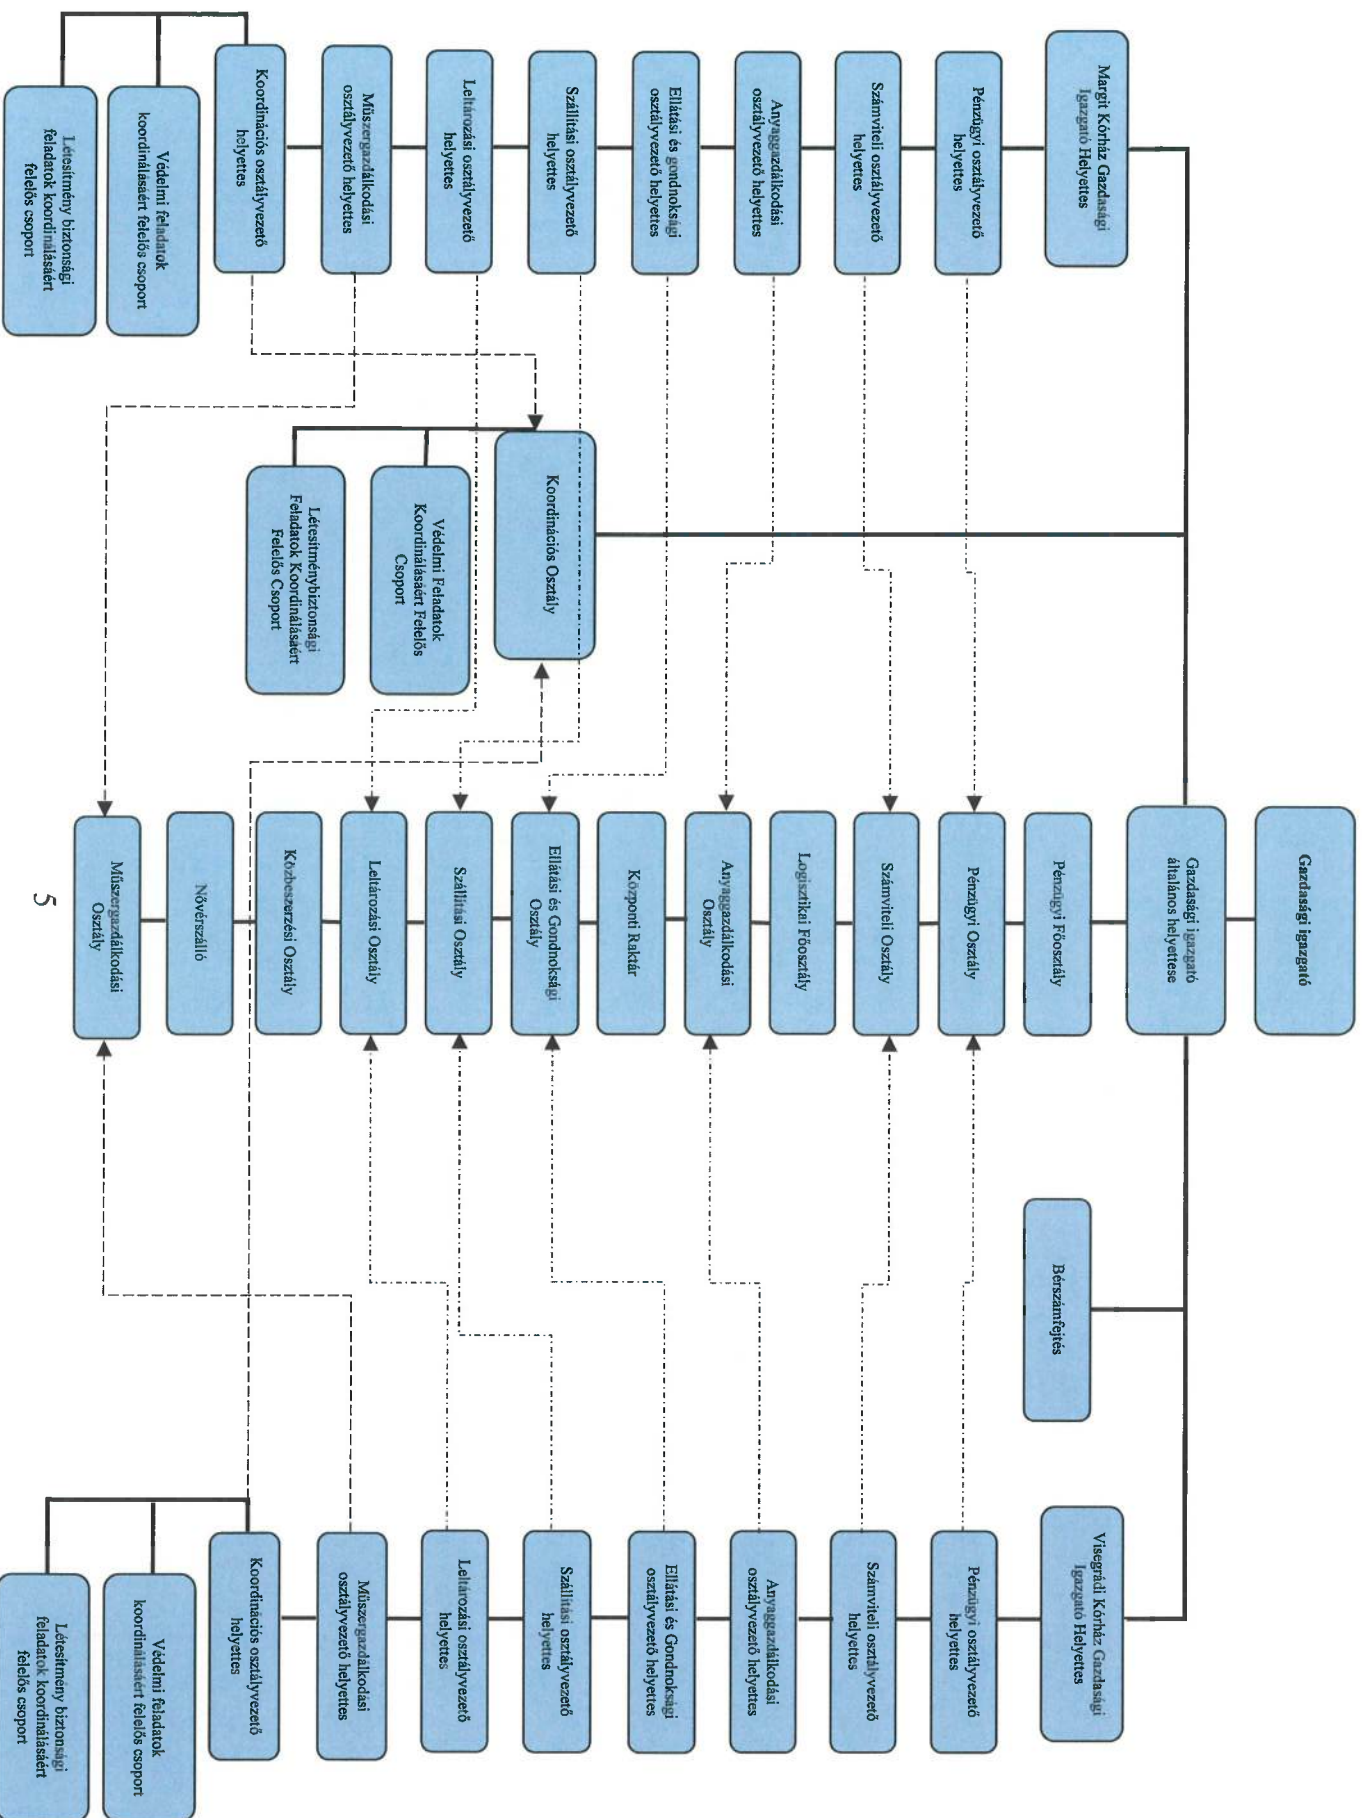 Gazdasági igazgató
Gazdasági igazgató
általános helyettese
Margit Kórház Gazdasági
Igazgató Helyettes
Pénzügyi osztályvezető
helyettes
Számviteli osztályvezető
helyettes
Anyaggazdálkodási
osztályvezető helyettes
Ellátási és gondnoksági
osztályvezető helyettes
Szállítási osztályvezető
helyettes
Leltározási osztályvezető
helyettes
Műszergazdálkodási
osztályvezető helyettes
Koordinációs osztályvezető
helyettes
Védelmi feladatok
koordinálásáért felelős csoport
Létesítmény biztonsági
feladatok koordinálásáért
felelős csoport
Koordinációs Osztály
Védelmi Feladatok
Koordinálásáért Felelős
Csoport
Létesítménybiztonsági
Feladatok Koordinálásáért
Felelős Csoport
Pénzügyi Főosztály
Pénzügyi Osztály
Számviteli Osztály
Logisztikai Főosztály
Anyaggazdálkodási
Osztály
Központi Raktár
Ellátási és Gondnoksági
Osztály
Szállítási Osztály
Leltározási Osztály
Közbeszerzési Osztály
Nővérszálló
Műszergazdálkodási
Osztály
Bérszámfejtés
Visegrádi Kórház Gazdasági
Igazgató Helyettes
Pénzügyi osztályvezető
helyettes
Számviteli osztályvezető
helyettes
Anyaggazdálkodási
osztályvezető helyettes
Ellátási és Gondnoksági
osztályvezető helyettes
Szállítási osztályvezető
helyettes
Leltározási osztályvezető
helyettes
Műszergazdálkodási
osztályvezető helyettes
Koordinációs osztályvezető
helyettes
Védelmi feladatok
koordinálásáért felelős csoport
Létesítmény biztonsági
feladatok koordinálásáért
felelős csoport
5